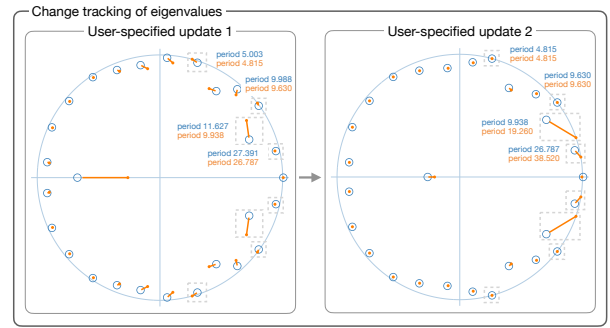 Change tracking of eigenvalues
User-specified update 1
period 5.003
period 4.815
period 9.988
period 9.630
period 11.627
period 9.938
period 27.391
period 26.787
User-specified update 2
period 4.815
period 4.815
period 9.630
period 9.630
period 9.938
period 19.260
period 26.787
period 38.520